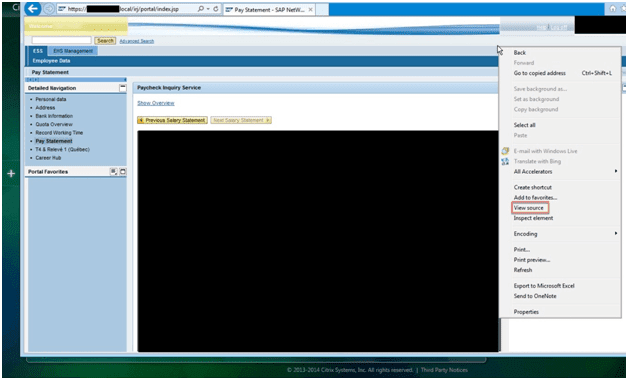 https://
local/irj/portal/index.jsp
Pay Statement - SAP NetW...
Welcome
Search
Advanced Search
ESS
EHS Management
Employee Data
Pay Statement
Detailed Navigation
Personal data
Address
Bank Information
Quota Overview
Record Working Time
Pay Statement
T4 & Relevé 1 (Québec)
Career Hub
Portal Favorites
Paycheck Inquiry Service
Show Overview
Previous Salary Statement
Next Salary Statement
Back
Forward
Go to copied address Ctrl+Shift+L
Save background as...
Set as background
Copy background
Select all
Paste
E-mail with Windows Live
Translate with Bing
All Accelerators
Create shortcut
Add to favorites...
View source
Inspect element
Encoding
Print...
Print preview...
Refresh
Export to Microsoft Excel
Send to OneNote
Properties
© 2013-2014 Citrix Systems, Inc. All rights reserved. | Third Party Notices